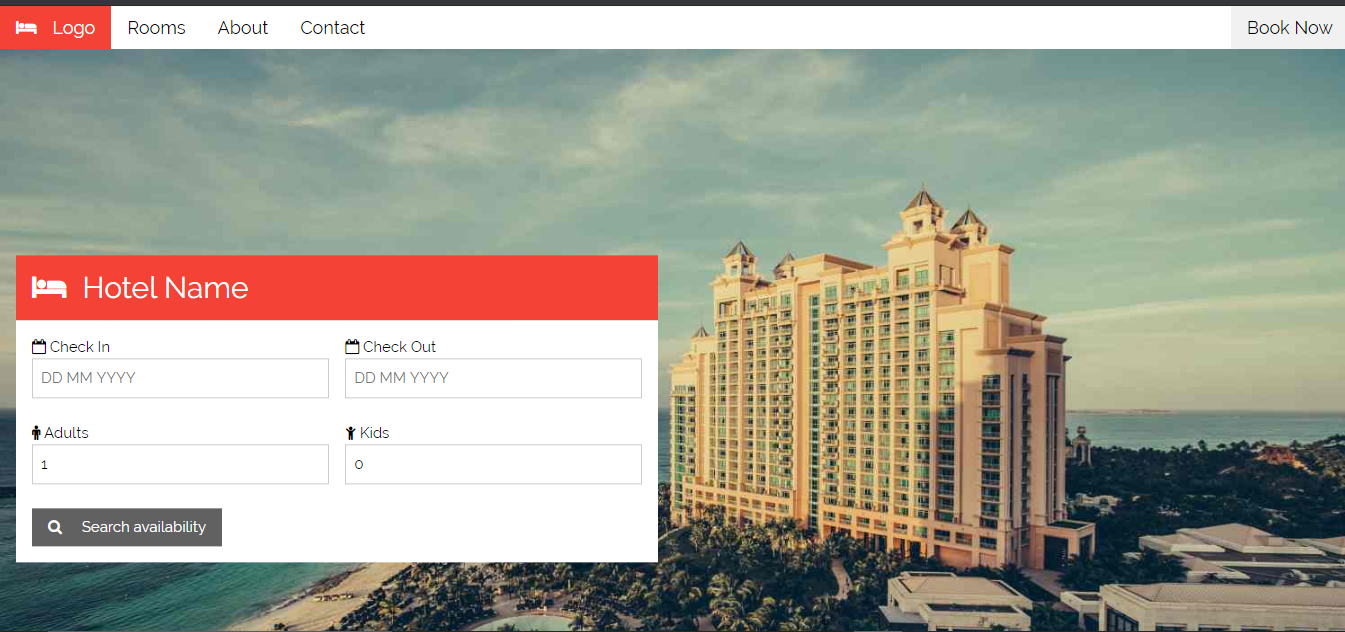 Logo Rooms About Contact Book Now
Hotel Name
Check In Check Out
DD MM YYYY DD MM YYYY
Adults Kids
1 0
Search availability